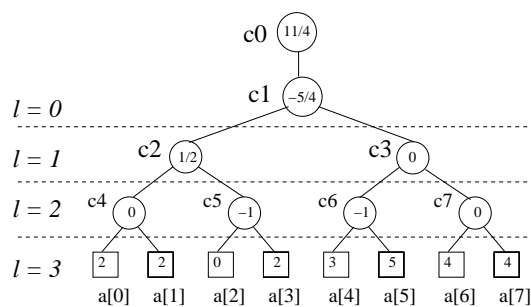 c0 11/4
c1 −5/4
l = 0
c2 1/2 c3 0
l = 1
c4 0 c5 −1 c6 −1 c7 0
l = 2
2 2 0 2 3 5 4 4
l = 3
a[0] a[1] a[2] a[3] a[4] a[5] a[6] a[7]